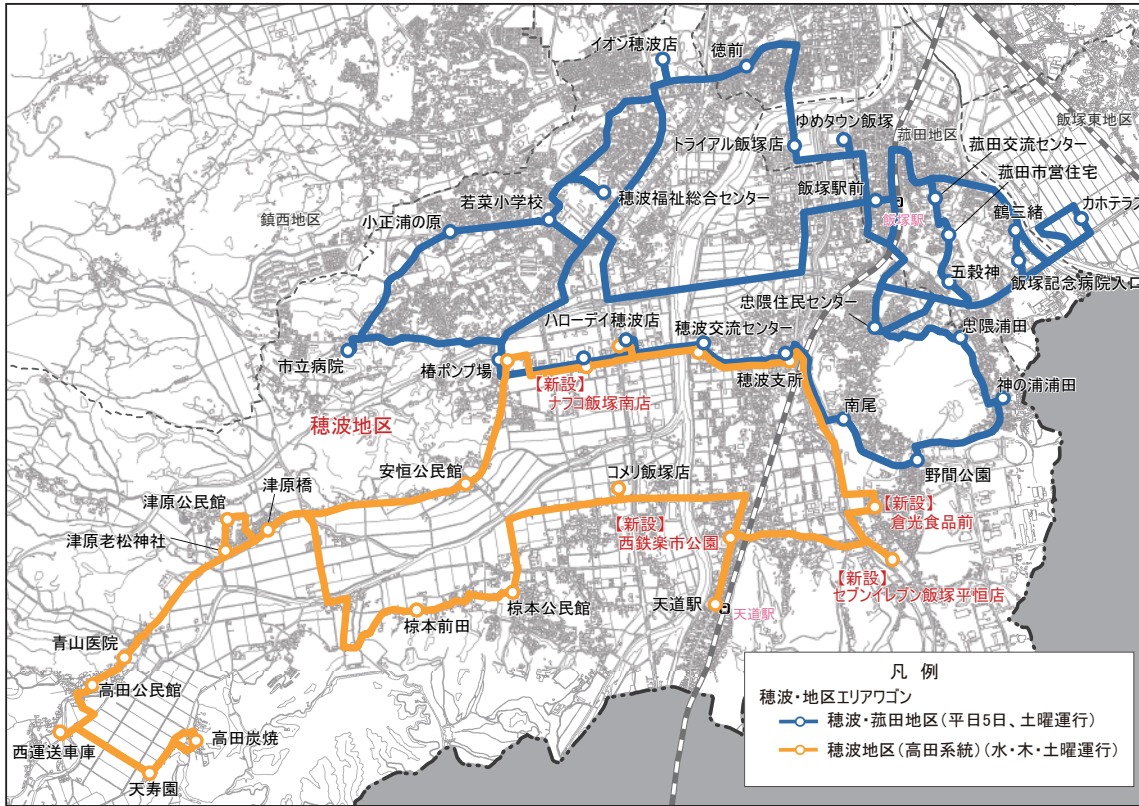 イオン穂波店
徳前
飯塚東地区
ゆめタウン飯塚
菰田地区
トライアル飯塚店
菰田交流センター
菰田市営住宅
飯塚駅前
飯塚駅
鶴三緒
カホテラス
若菜小学校
穂波福祉総合センター
鎮西地区
小正浦の原
五穀神
飯塚記念病院入口
忠隈住民センター
忠隈浦田
ハローデイ穂波店
穂波交流センター
市立病院
椿ポンプ場
【新設】
ナフコ飯塚南店
穂波支所
神の浦浦田
穂波地区
南尾
野間公園
安恒公民館
コメリ飯塚店
津原公民館
津原橋
【新設】
倉光食品前
【新設】
西鉄楽市公園
津原老松神社
【新設】
セブンイレブン飯塚平恒店
天道駅
天道駅
椋本公民館
椋本前田
青山医院
高田公民館
西運送車庫
高田炭焼
天寿園
凡 例
穂波・地区エリアワゴン
穂波・菰田地区(平日5日、土曜運行)
穂波地区(高田系統)(水・木・土曜運行)